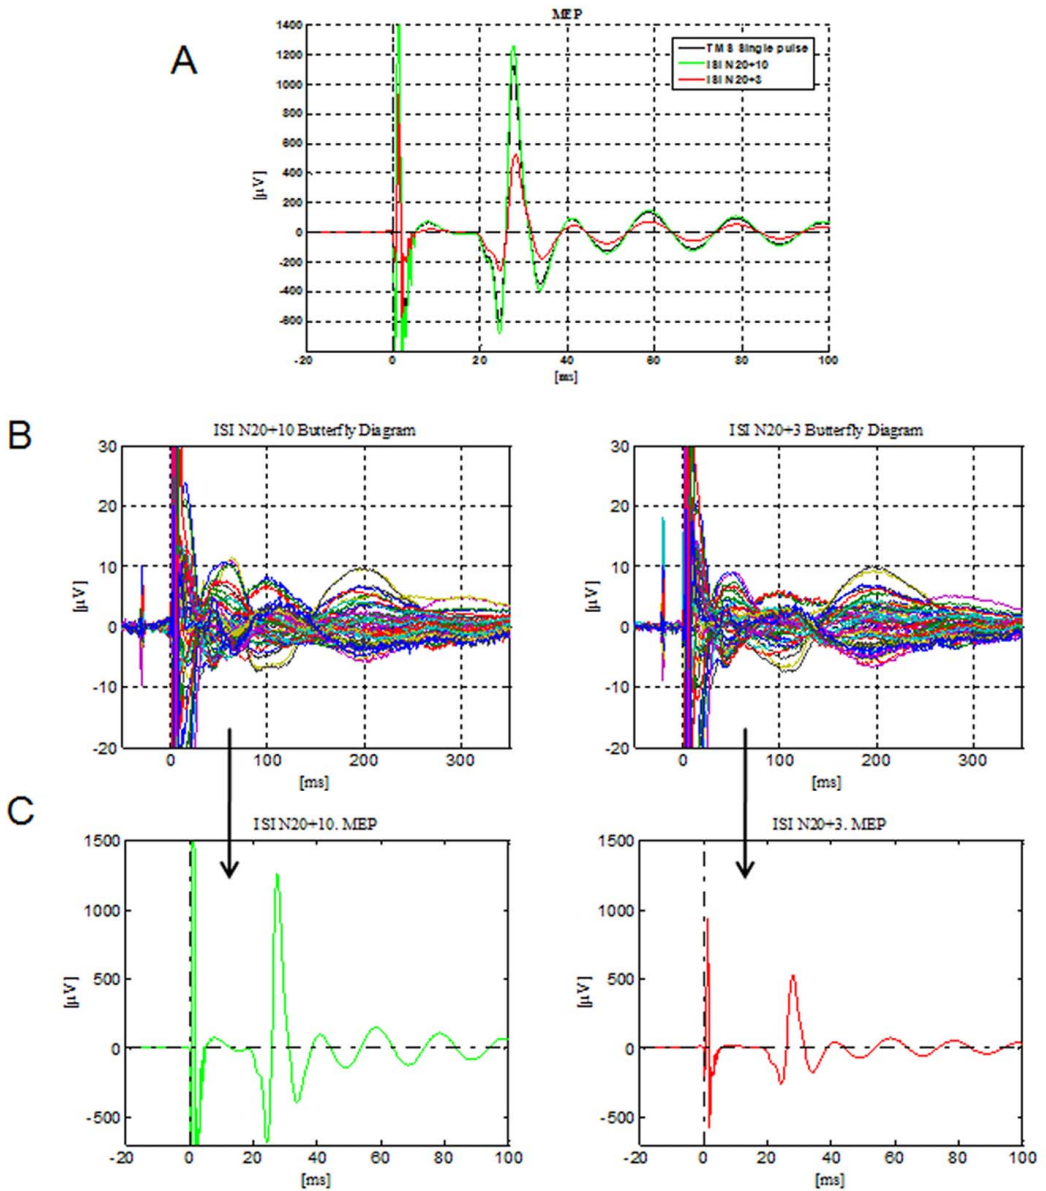 A
MEP
1400
1200
1000
800
600
400
200
0
-200
-400
-600
[µV]
TMS Single pulse
ISI N20+10
ISI N20+3
-20 0 20 40 60 80 100
[ms]
B
ISI N20+10 Butterfly Diagram
30
20
10
0
-10
-20
[µV]
0 100 200 300
[ms]
ISI N20+3 Butterfly Diagram
30
20
10
0
-10
-20
[µV]
0 100 200 300
[ms]
C
ISI N20+10. MEP
1500
1000
500
0
-500
[µV]
-20 0 20 40 60 80 100
[ms]
ISI N20+3. MEP
1500
1000
500
0
-500
[µV]
-20 0 20 40 60 80 100
[ms]